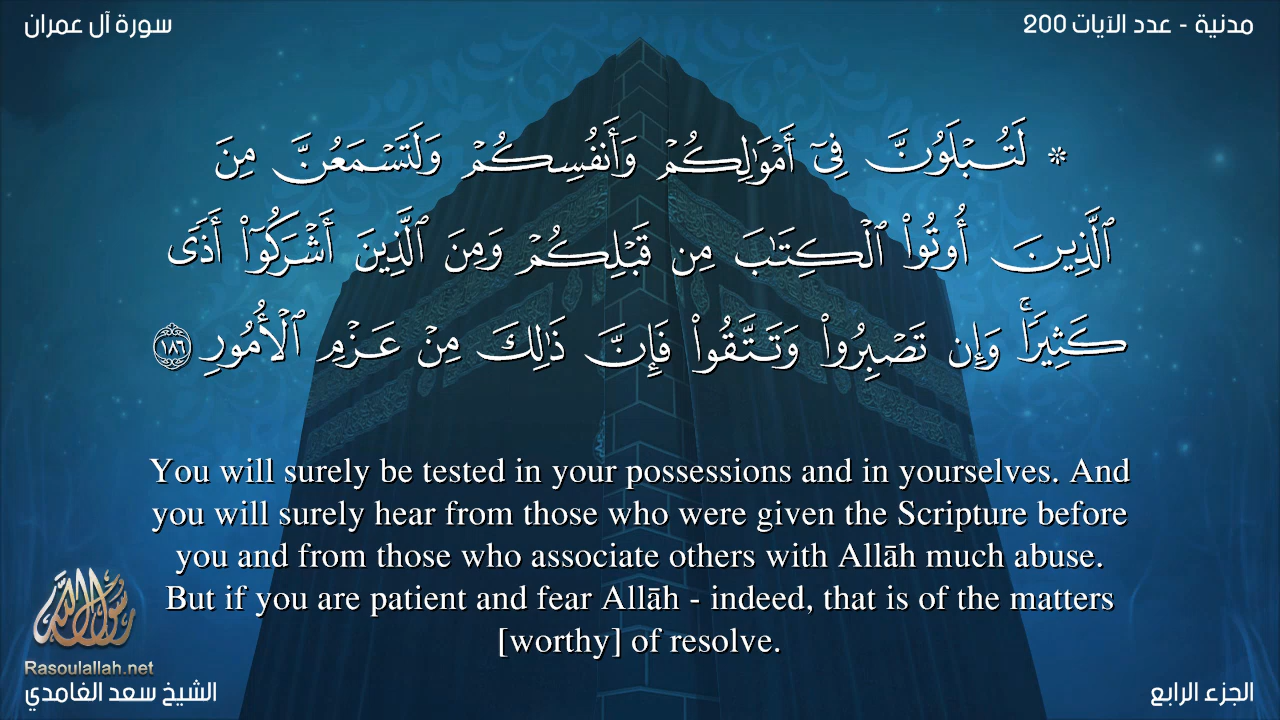 سورة آل عمران
مدنية - عدد الآيات 200
* لَتُبْلَوُنَّ فِىٓ أَمْوَٰلِكُمْ وَأَنفُسِكُمْ وَلَتَسْمَعُنَّ مِنَ
ٱلَّذِينَ أُوتُوا۟ ٱلْكِتَـٰبَ مِن قَبْلِكُمْ وَمِنَ ٱلَّذِينَ أَشْرَكُوٓا۟ أَذًى
كَثِيرًا ۚ وَإِن تَصْبِرُوا۟ وَتَتَّقُوا۟ فَإِنَّ ذَٰلِكَ مِنْ عَزْمِ ٱلْأُمُورِ ١٨٦
You will surely be tested in your possessions and in yourselves. And
you will surely hear from those who were given the Scripture before
you and from those who associate others with Allāh much abuse.
But if you are patient and fear Allāh - indeed, that is of the matters
[worthy] of resolve.
رسول الله
Rasoulallah.net
الشيخ سعد الغامدي
الجزء الرابع